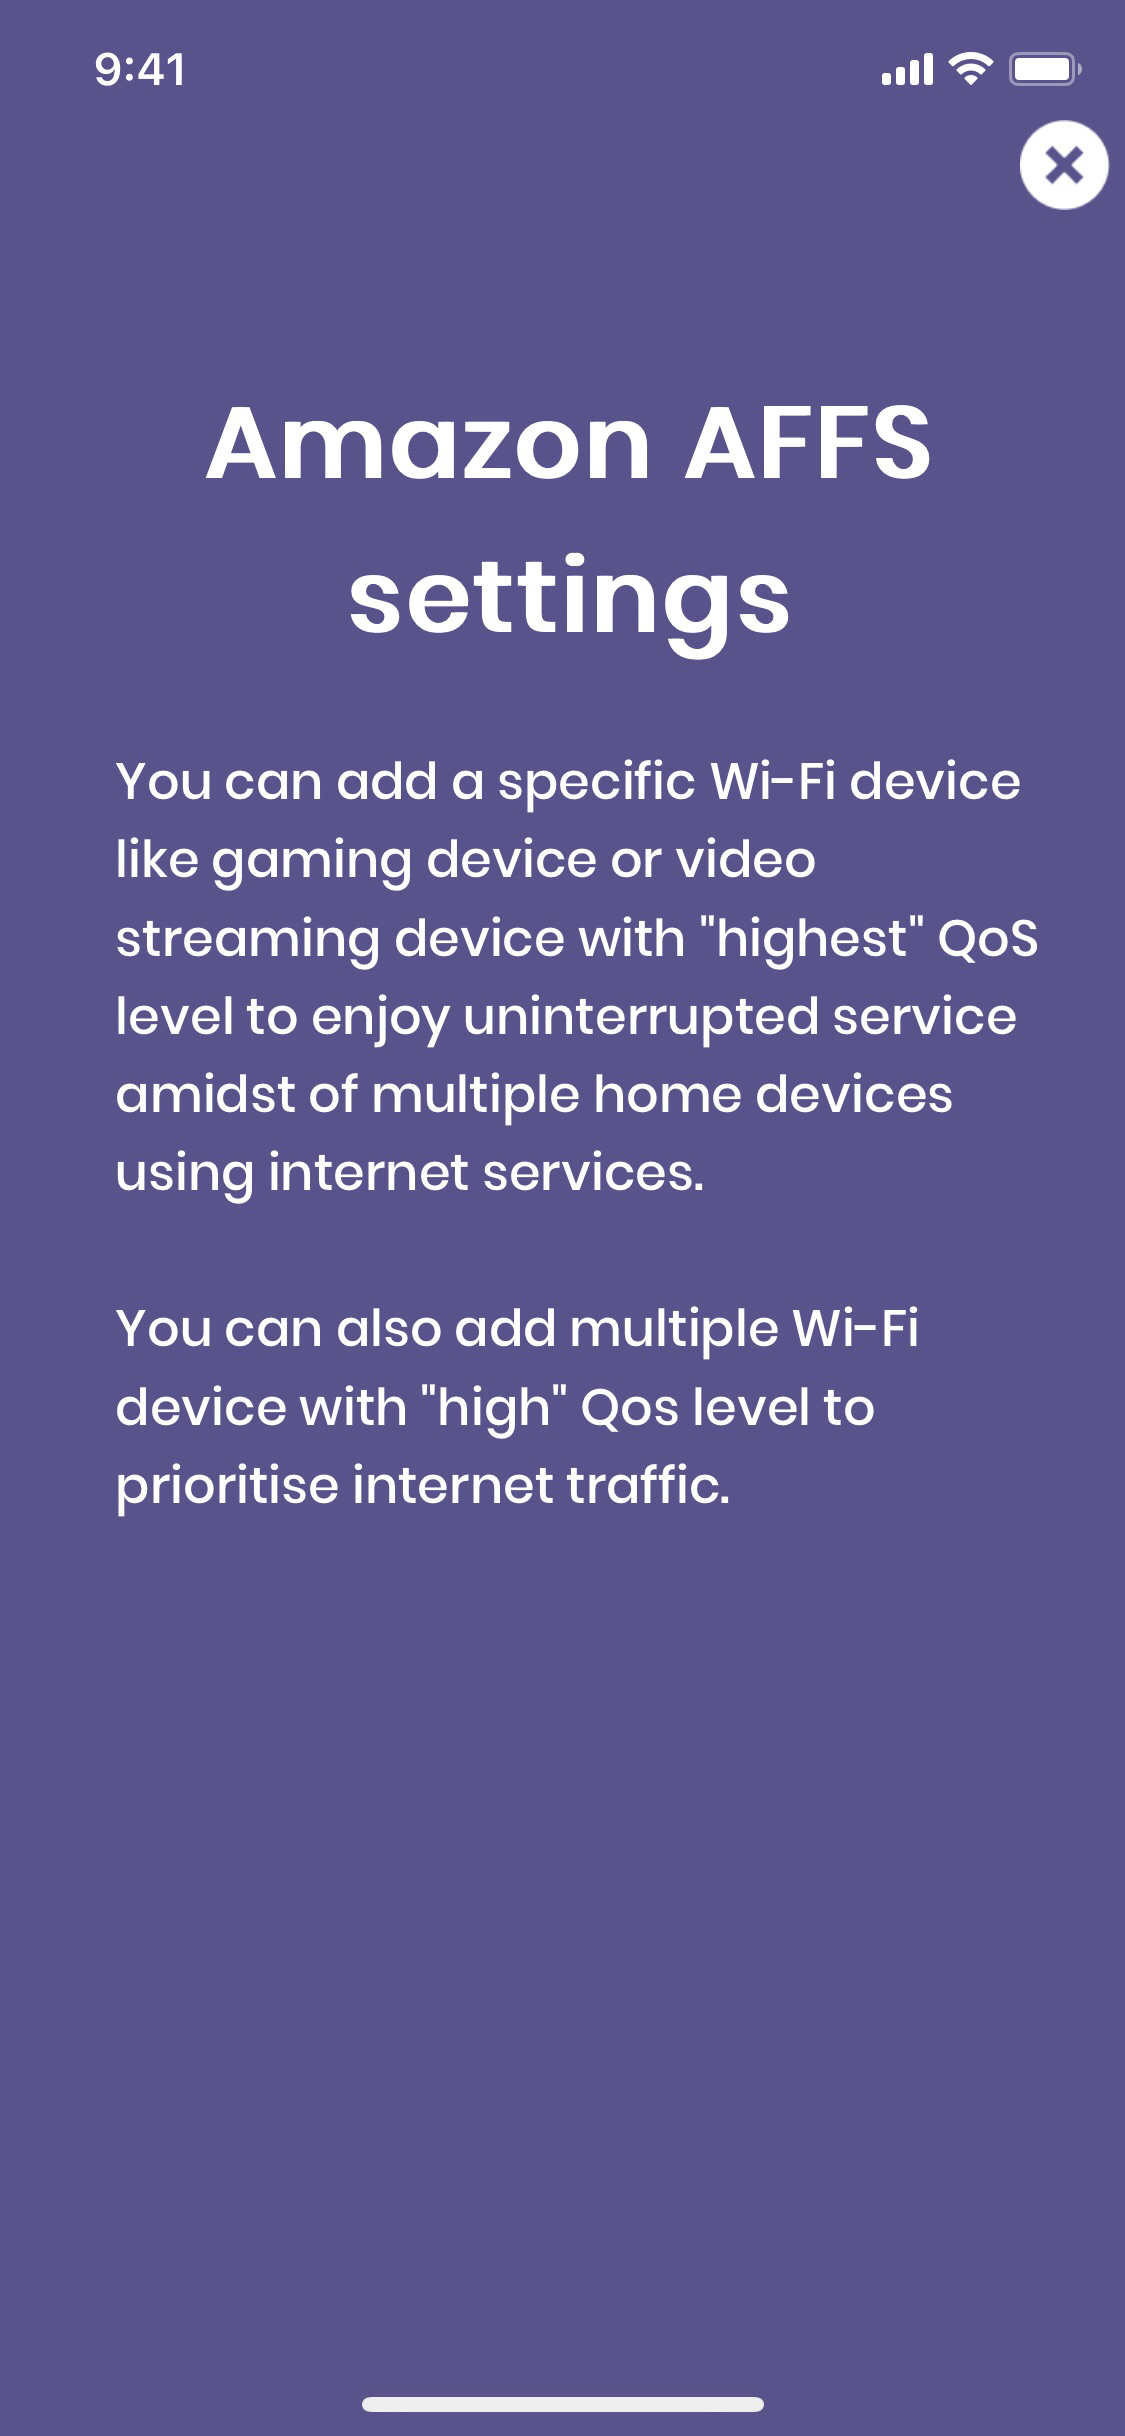 9:41
Amazon AFFS
settings
You can add a specific Wi-Fi device
like gaming device or video
streaming device with "highest" QoS
level to enjoy uninterrupted service
amidst of multiple home devices
using internet services.
You can also add multiple Wi-Fi
device with "high" Qos level to
prioritise internet traffic.